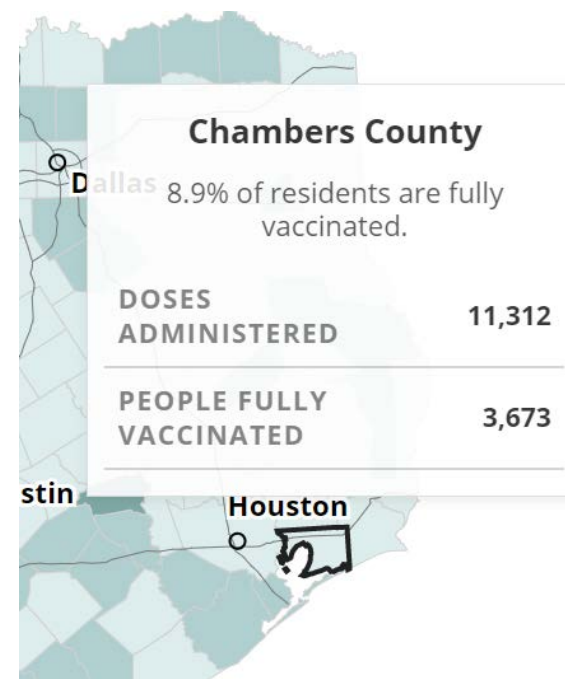 Chambers County
Dallas
8.9% of residents are fully
vaccinated.
DOSES
ADMINISTERED
11,312
PEOPLE FULLY
VACCINATED
3,673
stin
Houston